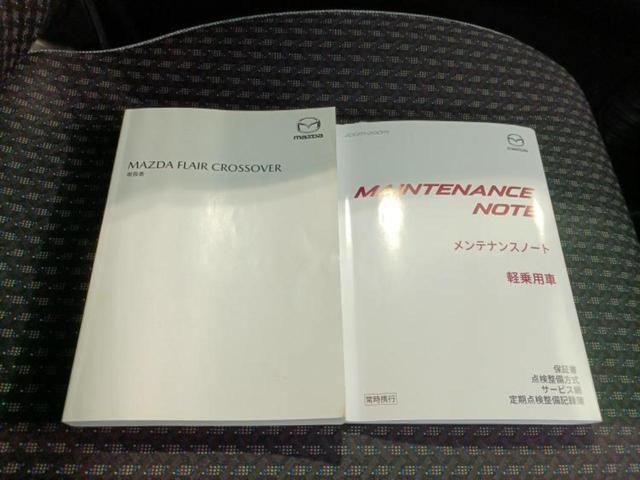 mazda
MAZDA FLAIR CROSSOVER
取扱書
ZOOM-ZOOM
mazda
MAINTENANCE
NOTE
メンテナンスノート
軽乗用車
保証書
点検整備方式
サービス網
定期点検整備記録簿
常時携行